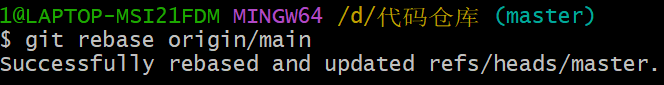 1@LAPTOP-MSI21FDM MINGW64 /d/代码仓库 (master)
$ git rebase origin/main
Successfully rebased and updated refs/heads/master.